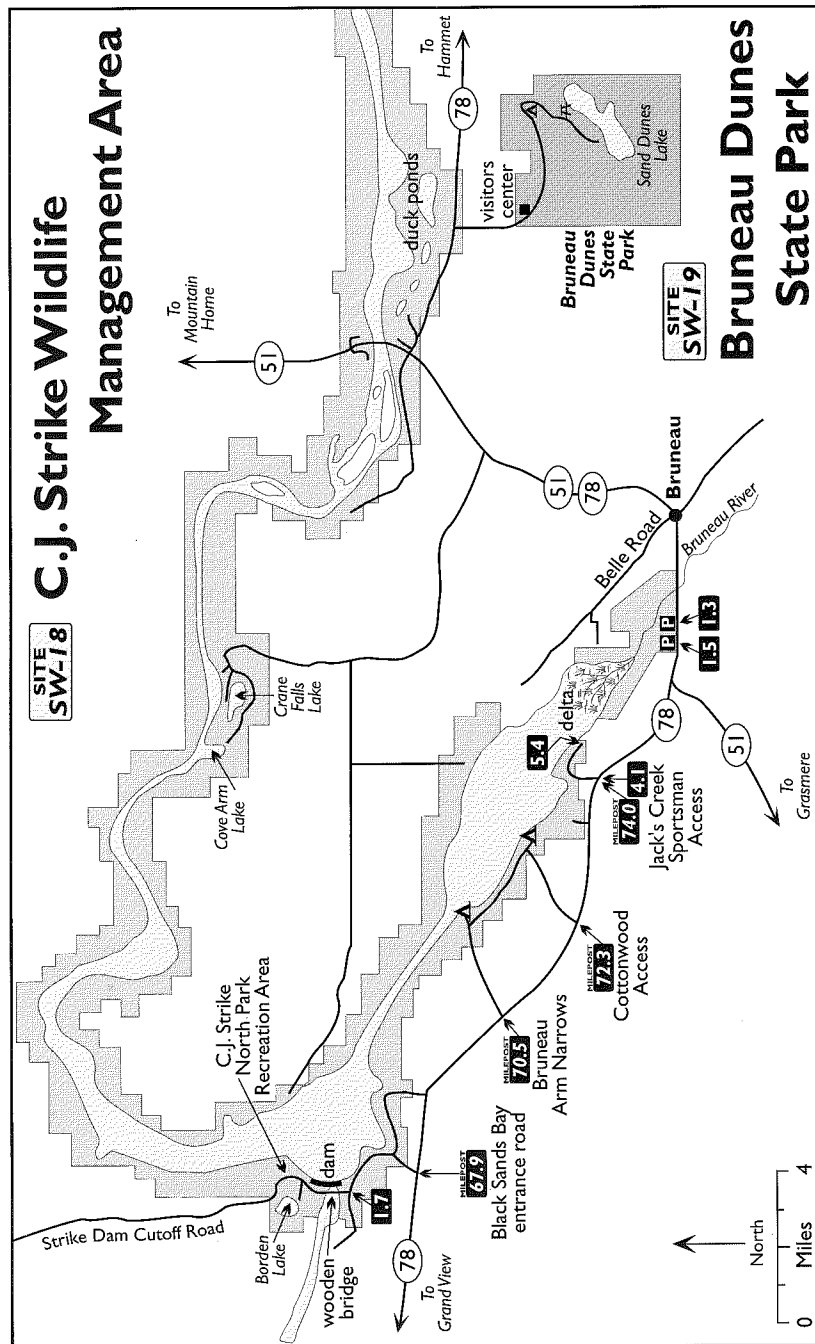 SITE
SW-18
C.J. Strike Wildlife
Management Area
To
Mountain
Home
51
To
Hammet
78
duck ponds
visitors
center
Bruneau
Dunes
State
Park
Sand Dunes
Lake
SITE
SW-19
Bruneau Dunes
State Park
Strike Dam Cutoff Road
C.J. Strike
North Park
Recreation Area
Borden
Lake
wooden
bridge
dam
1.7
Cove Arm
Lake
Crane
Falls
Lake
78
To
Grand View
MILEPOST
67.9
Black Sands Bay
entrance road
MILEPOST
70.5
Bruneau
Arm Narrows
MILEPOST
72.3
Cottonwood
Access
5.4
delta
MILEPOST
74.0
4.1
Jack's Creek
Sportsman
Access
51
78
Belle Road
Bruneau
Bruneau River
P P
1.5 1.3
78
51
To
Grasmere
North
0 4
Miles